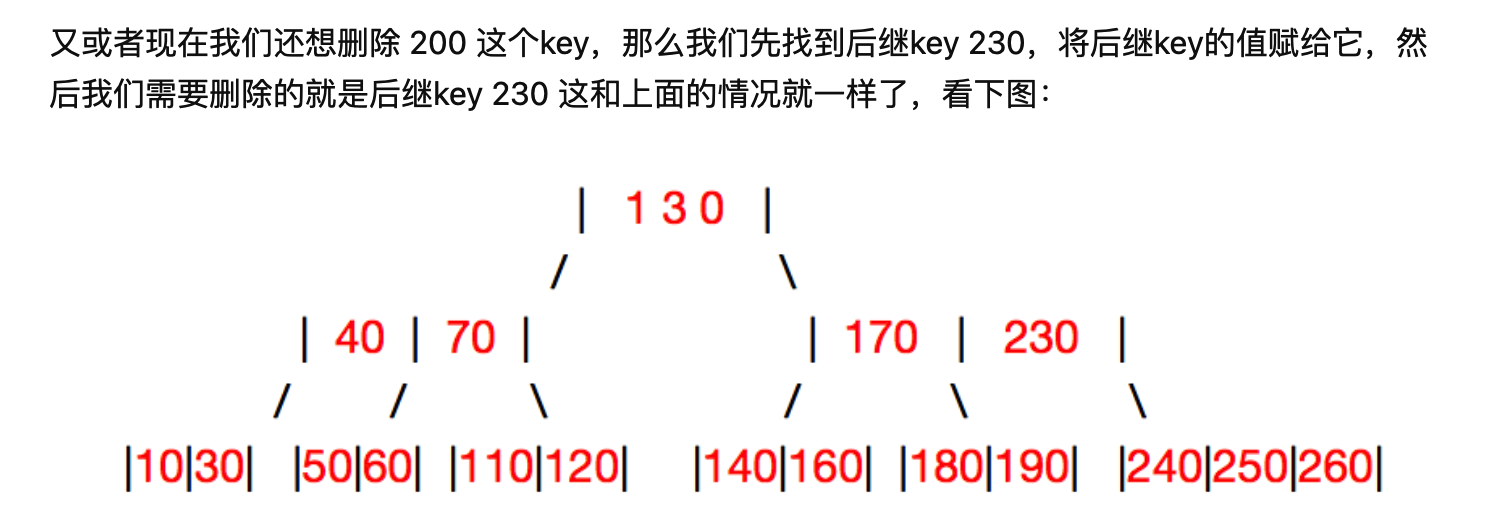 又或者现在我们还想删除 200 这个key，那么我们先找到后继key 230，将后继key的值赋给它，然
后我们需要删除的就是后继key 230 这和上面的情况就一样了，看下图：
| 1 3 0 |
/ \
| 40 | 70 | | 170 | 230 |
/ / \ / \ \
|10|30| |50|60| |110|120| |140|160| |180|190| |240|250|260|